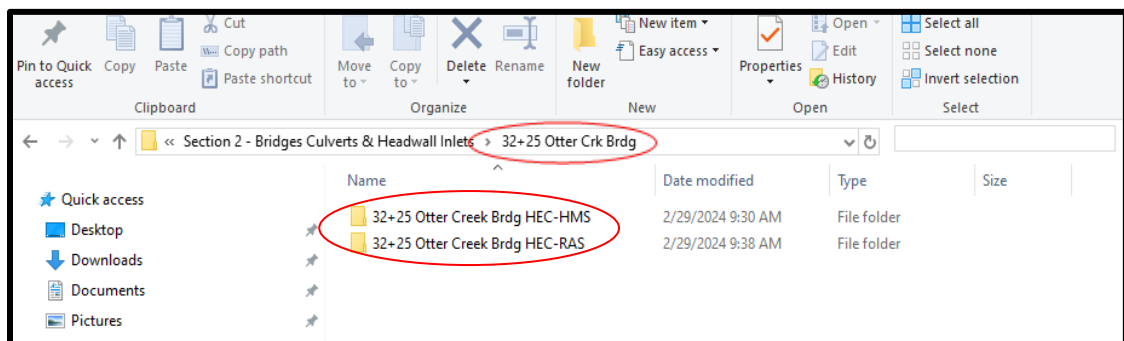 Pin to Quick access
Copy
Paste
Cut
Copy path
Paste shortcut
Clipboard
Move to
Copy to
Delete
Rename
Organize
New folder
New item
Easy access
New
Properties
Open
Edit
History
Open
Select all
Select none
Invert selection
Select
« Section 2 - Bridges Culverts & Headwall Inlets › 32+25 Otter Crk Brdg
Name Date modified Type Size
Quick access
Desktop
Downloads
Documents
Pictures
32+25 Otter Creek Brdg HEC-HMS 2/29/2024 9:30 AM File folder
32+25 Otter Creek Brdg HEC-RAS 2/29/2024 9:38 AM File folder